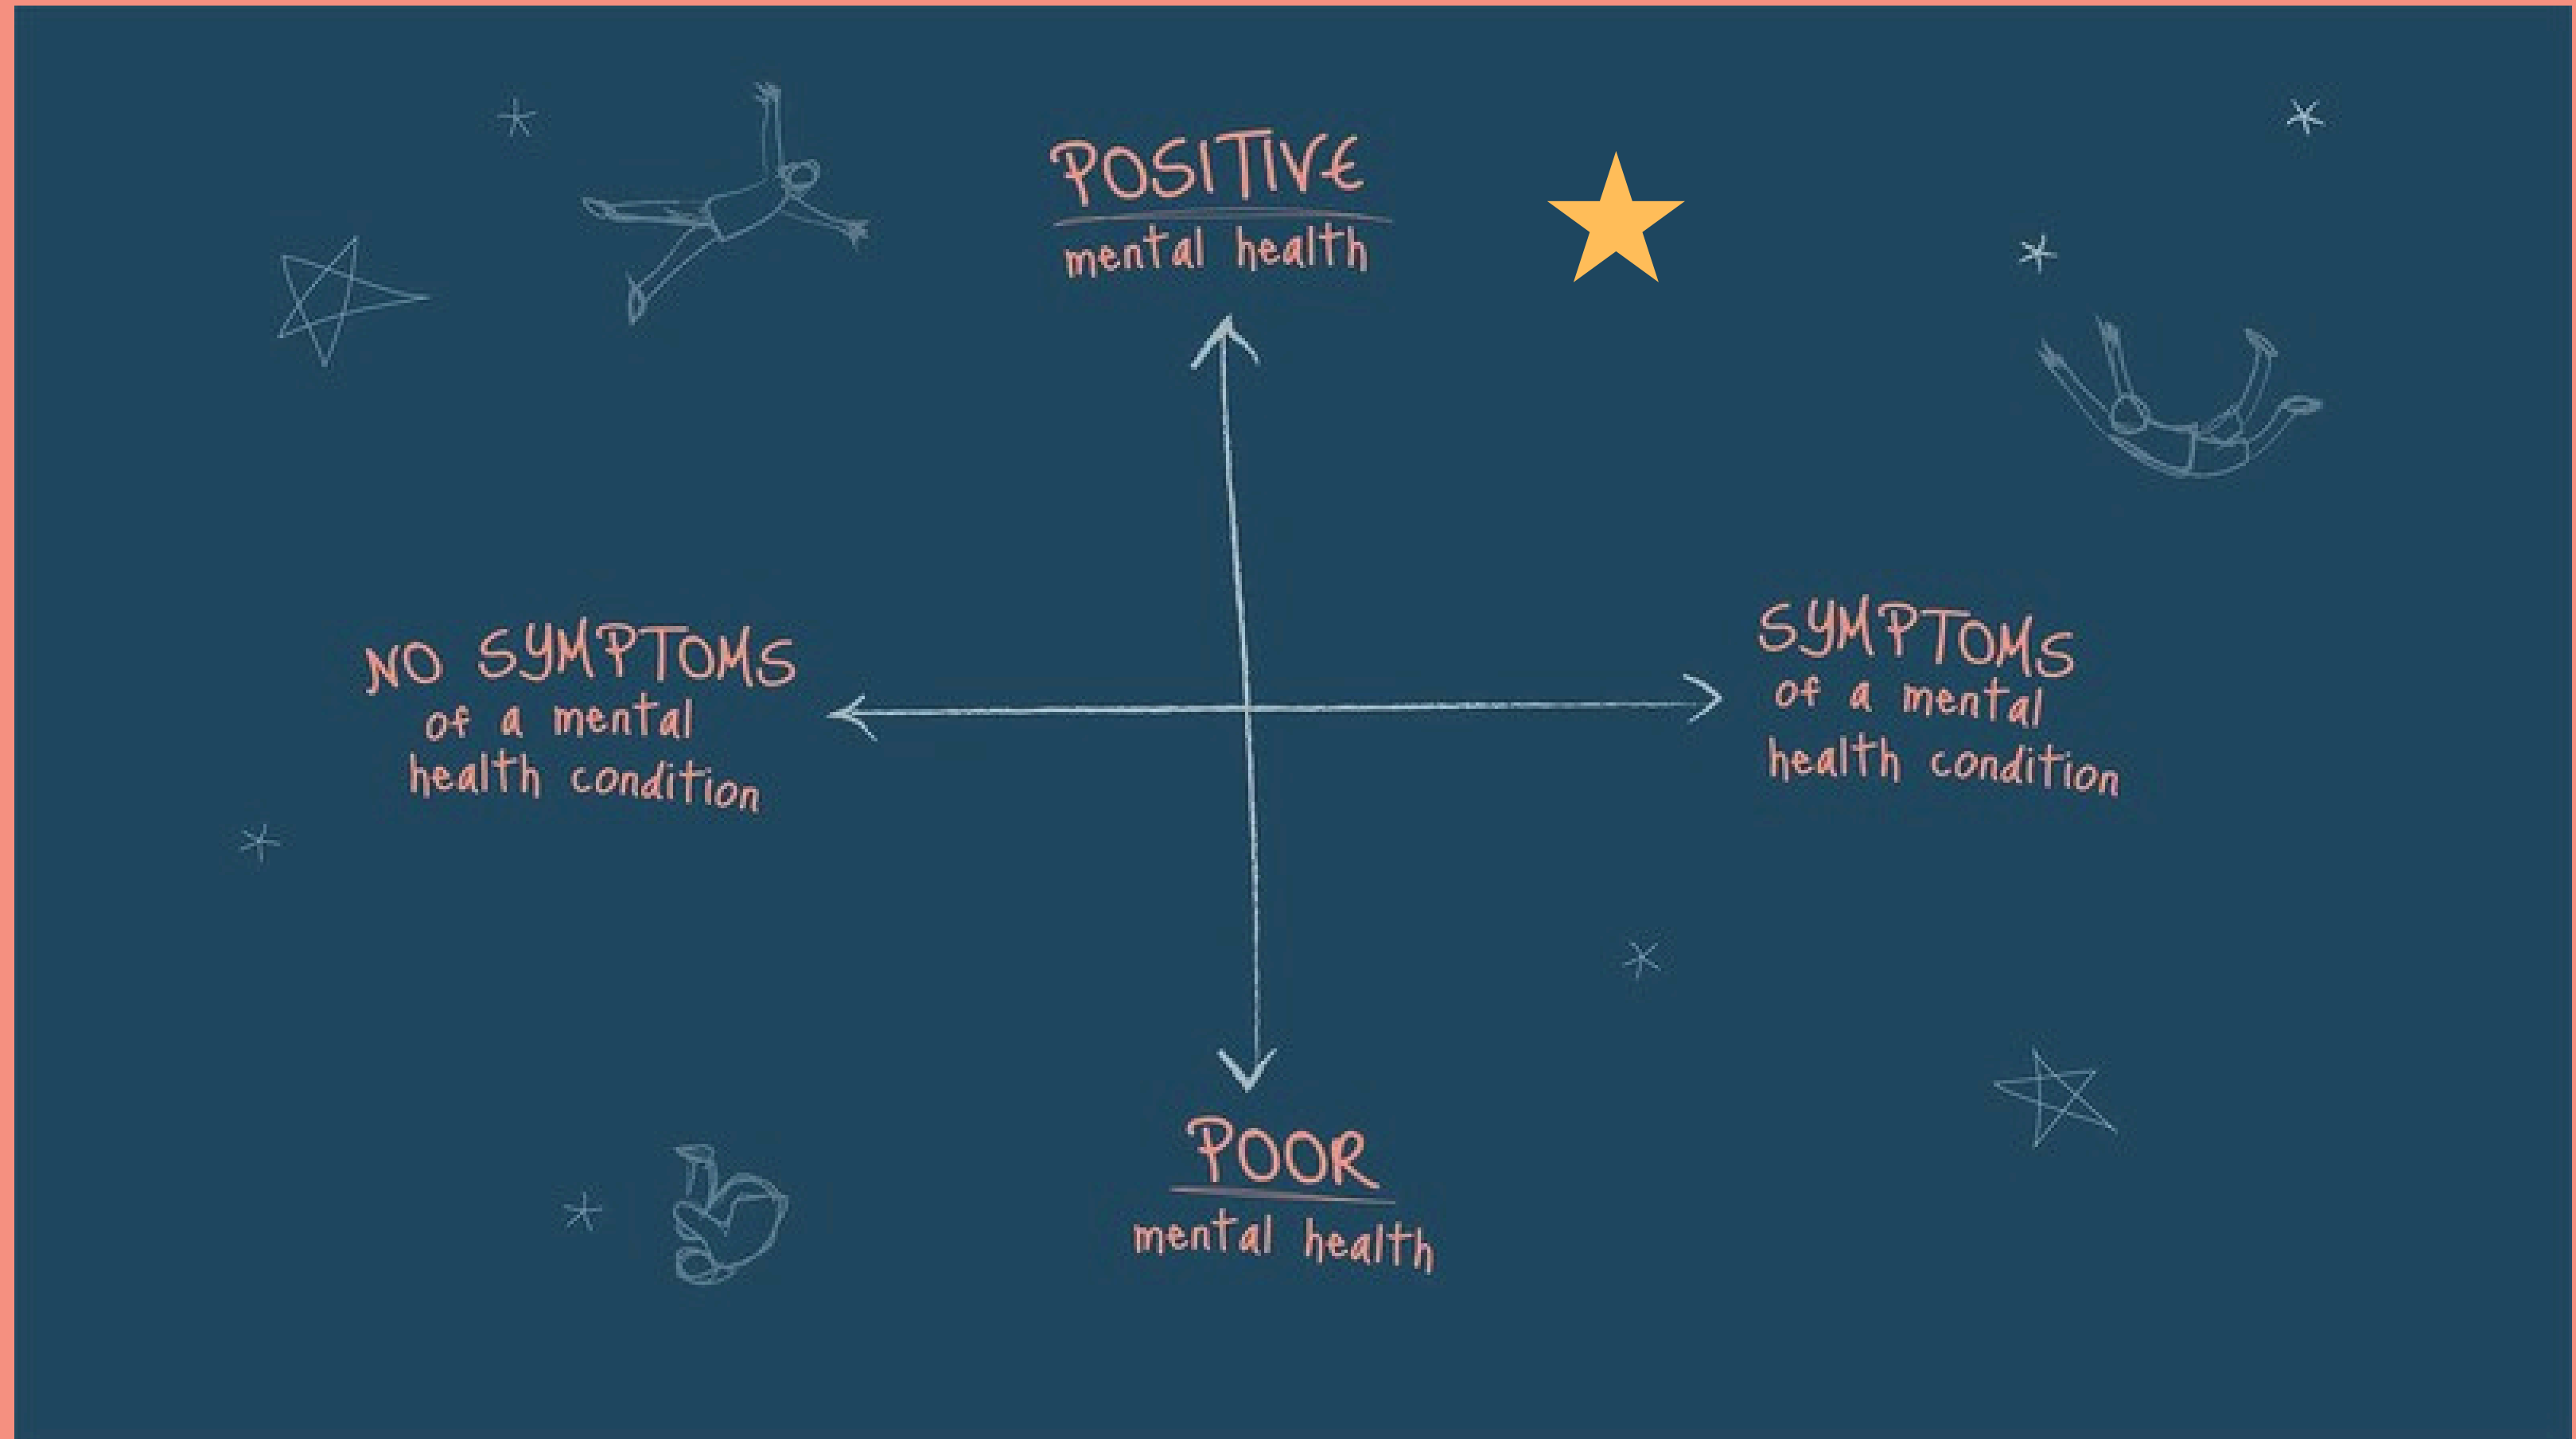 POSITIVE
mental health
NO SYMPTOMS
of a mental
health condition
SYMPTOMS
of a mental
health condition
POOR
mental health